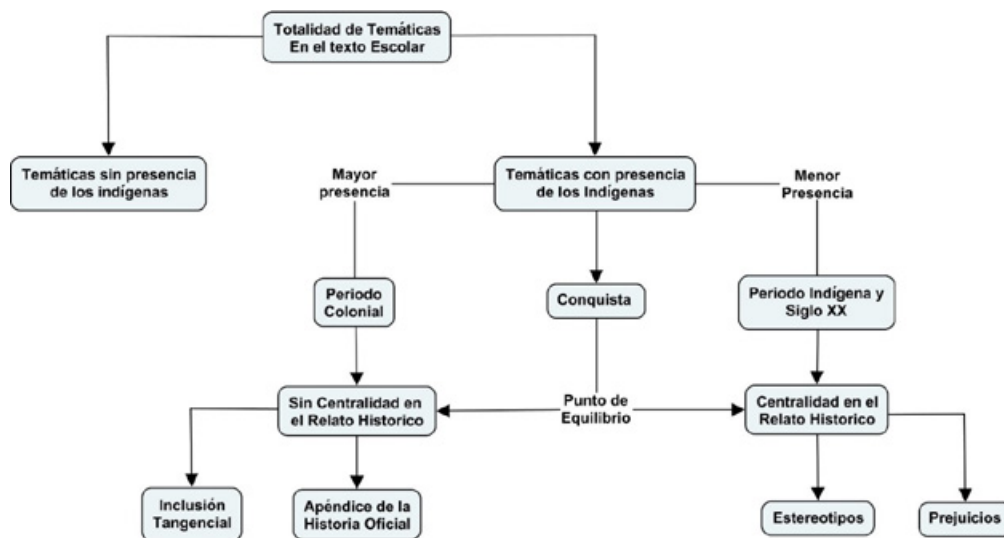 Totalidad de Temáticas
En el texto Escolar
Temáticas sin presencia
de los indígenas
Mayor
presencia
Temáticas con presencia
de los Indígenas
Menor
Presencia
Periodo
Colonial
Conquista
Periodo Indígena y
Siglo XX
Sin Centralidad en
el Relato Historico
Punto de
Equilibrio
Centralidad en el
Relato Historico
Inclusión
Tangencial
Apéndice de la
Historia Oficial
Estereotipos
Prejuicios